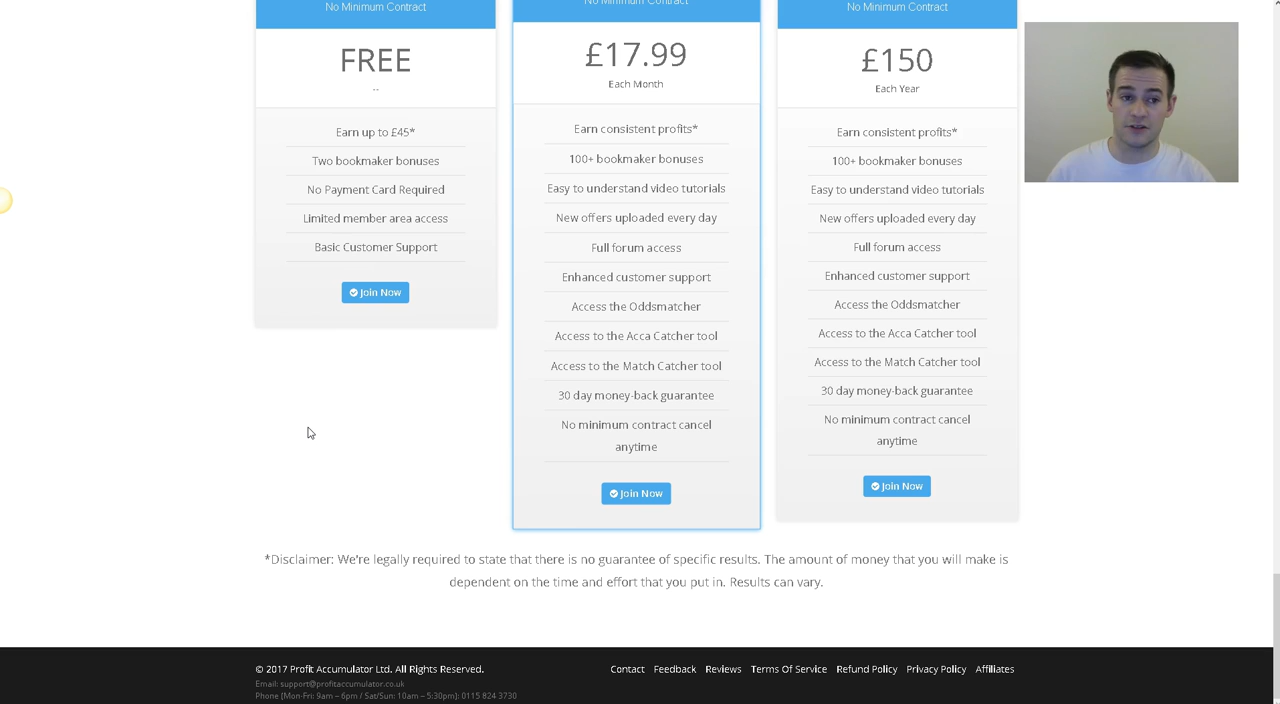 No Minimum Contract
FREE
--
Earn up to £45*
Two bookmaker bonuses
No Payment Card Required
Limited member area access
Basic Customer Support
Join Now
No Minimum Contract
£17.99
Each Month
Earn consistent profits*
100+ bookmaker bonuses
Easy to understand video tutorials
New offers uploaded every day
Full forum access
Enhanced customer support
Access the Oddsmatcher
Access to the Acca Catcher tool
Access to the Match Catcher tool
30 day money-back guarantee
No minimum contract cancel
anytime
Join Now
No Minimum Contract
£150
Each Year
Earn consistent profits*
100+ bookmaker bonuses
Easy to understand video tutorials
New offers uploaded every day
Full forum access
Enhanced customer support
Access the Oddsmatcher
Access to the Acca Catcher tool
Access to the Match Catcher tool
30 day money-back guarantee
No minimum contract cancel
anytime
Join Now
*Disclaimer: We're legally required to state that there is no guarantee of specific results. The amount of money that you will make is
dependent on the time and effort that you put in. Results can vary.
© 2017 Profit Accumulator Ltd. All Rights Reserved.
Email: support@profitaccumulator.co.uk
Phone (Mon-Fri: 9am – 6pm / Sat/Sun: 10am – 5:30pm): 0115 824 3730
Contact Feedback Reviews Terms Of Service Refund Policy Privacy Policy Affiliates